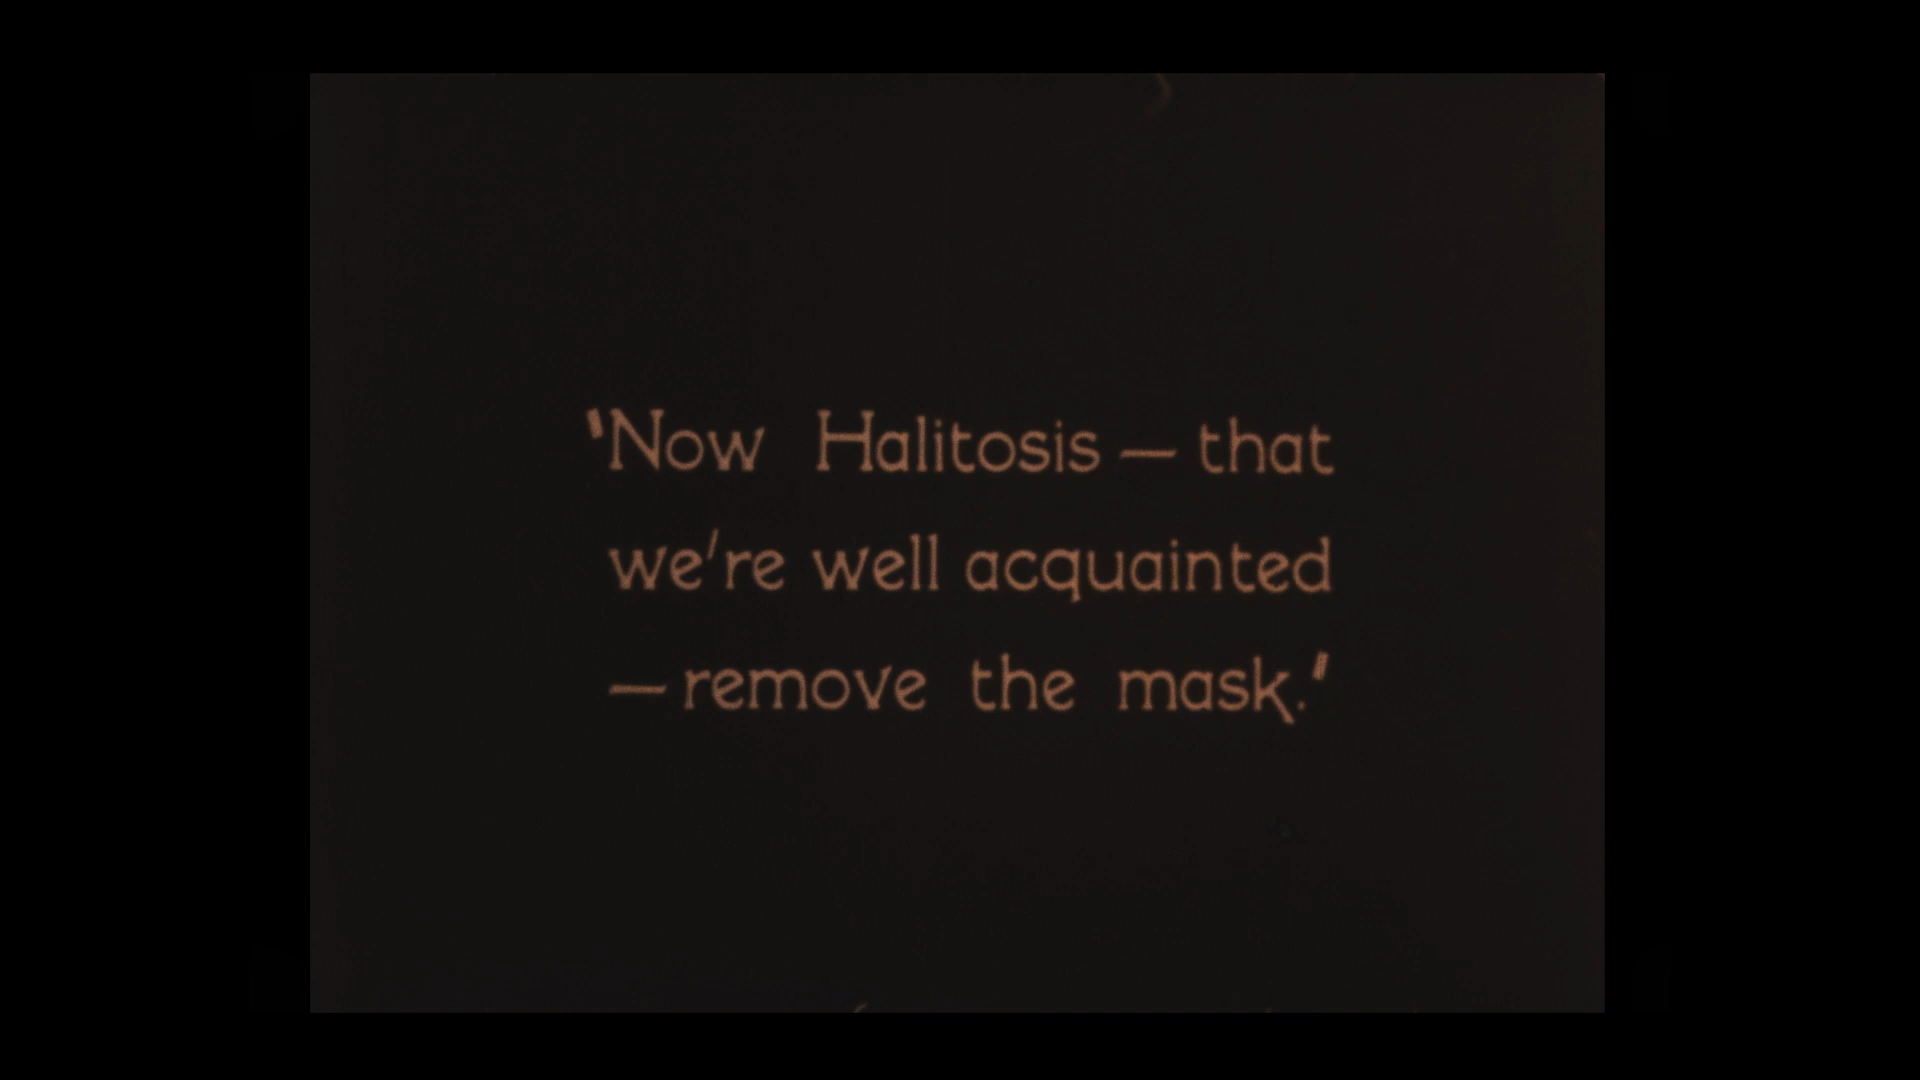 "Now Halitosis — that
we're well acquainted
— remove the mask."